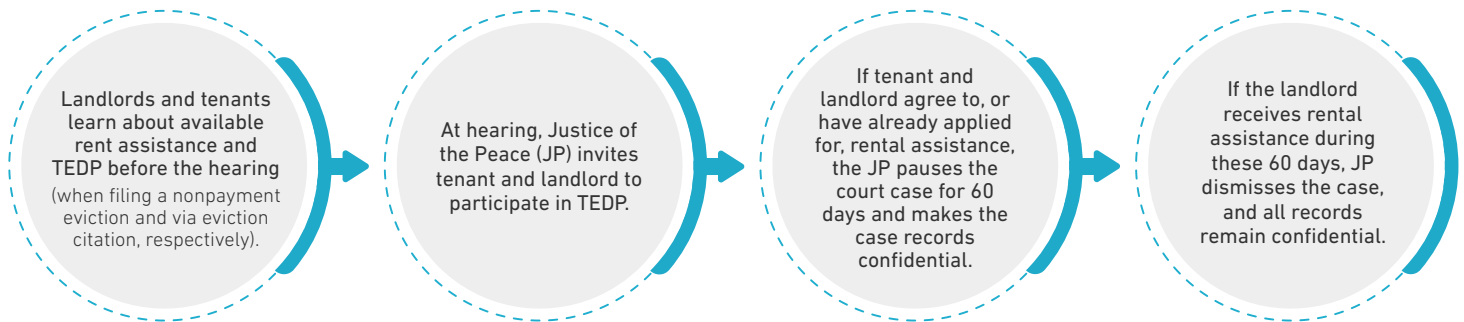 Landlords and tenants
learn about available
rent assistance and
TEDP before the hearing
(when filing a nonpayment
eviction and via eviction
citation, respectively).
At hearing, Justice of
the Peace (JP) invites
tenant and landlord to
participate in TEDP.
If tenant and
landlord agree to, or
have already applied
for, rental assistance,
the JP pauses the
court case for 60
days and makes the
case records
confidential.
If the landlord
receives rental
assistance during
these 60 days, JP
dismisses the case,
and all records
remain confidential.